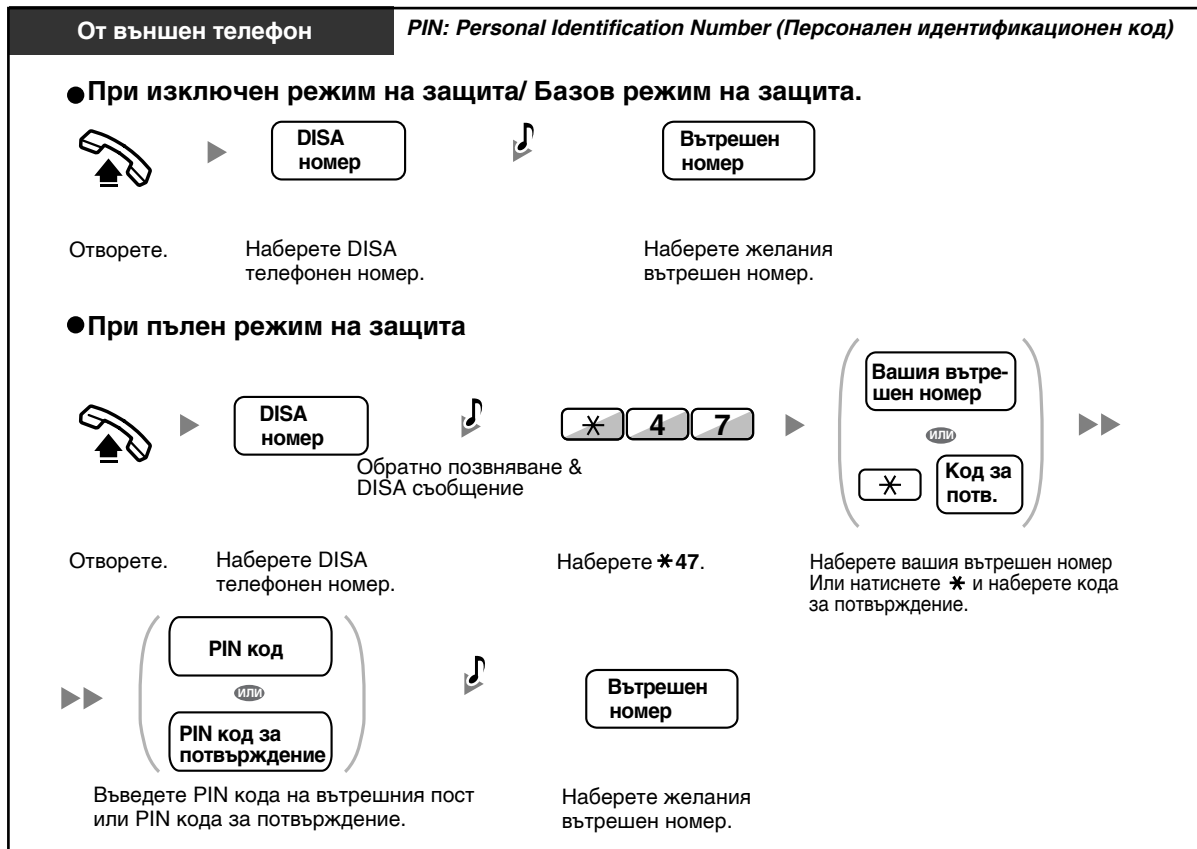 От външен телефон
PIN: Personal Identification Number (Персонален идентификационен код)
●При изключен режим на защита/ Базов режим на защита.
DISA
номер
Вътрешен
номер
Отворете.
Наберете DISA
телефонен номер.
Наберете желания
вътрешен номер.
●При пълен режим на защита
DISA
номер
Обратно позвняване &
DISA съобщение
* 4 7
Вашия вътре-
шен номер
или
* Код за
потв.
Отворете.
Наберете DISA
телефонен номер.
Наберете *47.
Наберете вашия вътрешен номер
Или натиснете * и наберете кода
за потвърждение.
PIN код
или
PIN код за
потвърждение
Въведете PIN кода на вътрешния пост
или PIN кода за потвърждение.
Вътрешен
номер
Наберете желания
вътрешен номер.